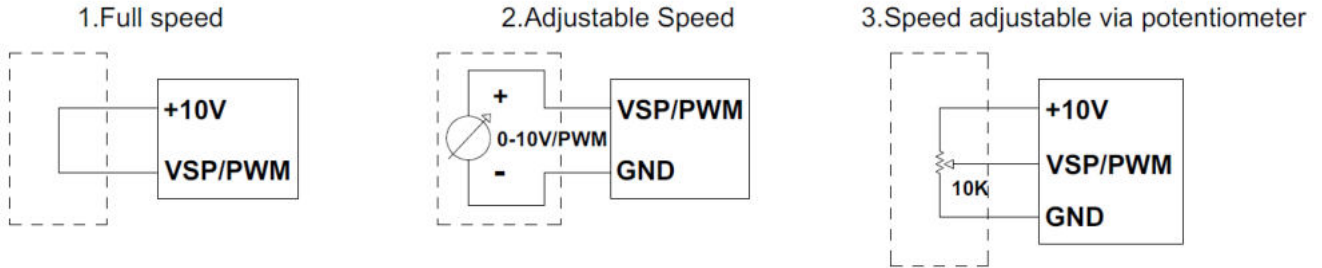 1.Full speed
+10V
VSP/PWM
2.Adjustable Speed
+
0-10V/PWM
-
VSP/PWM
GND
3.Speed adjustable via potentiometer
10K
+10V
VSP/PWM
GND